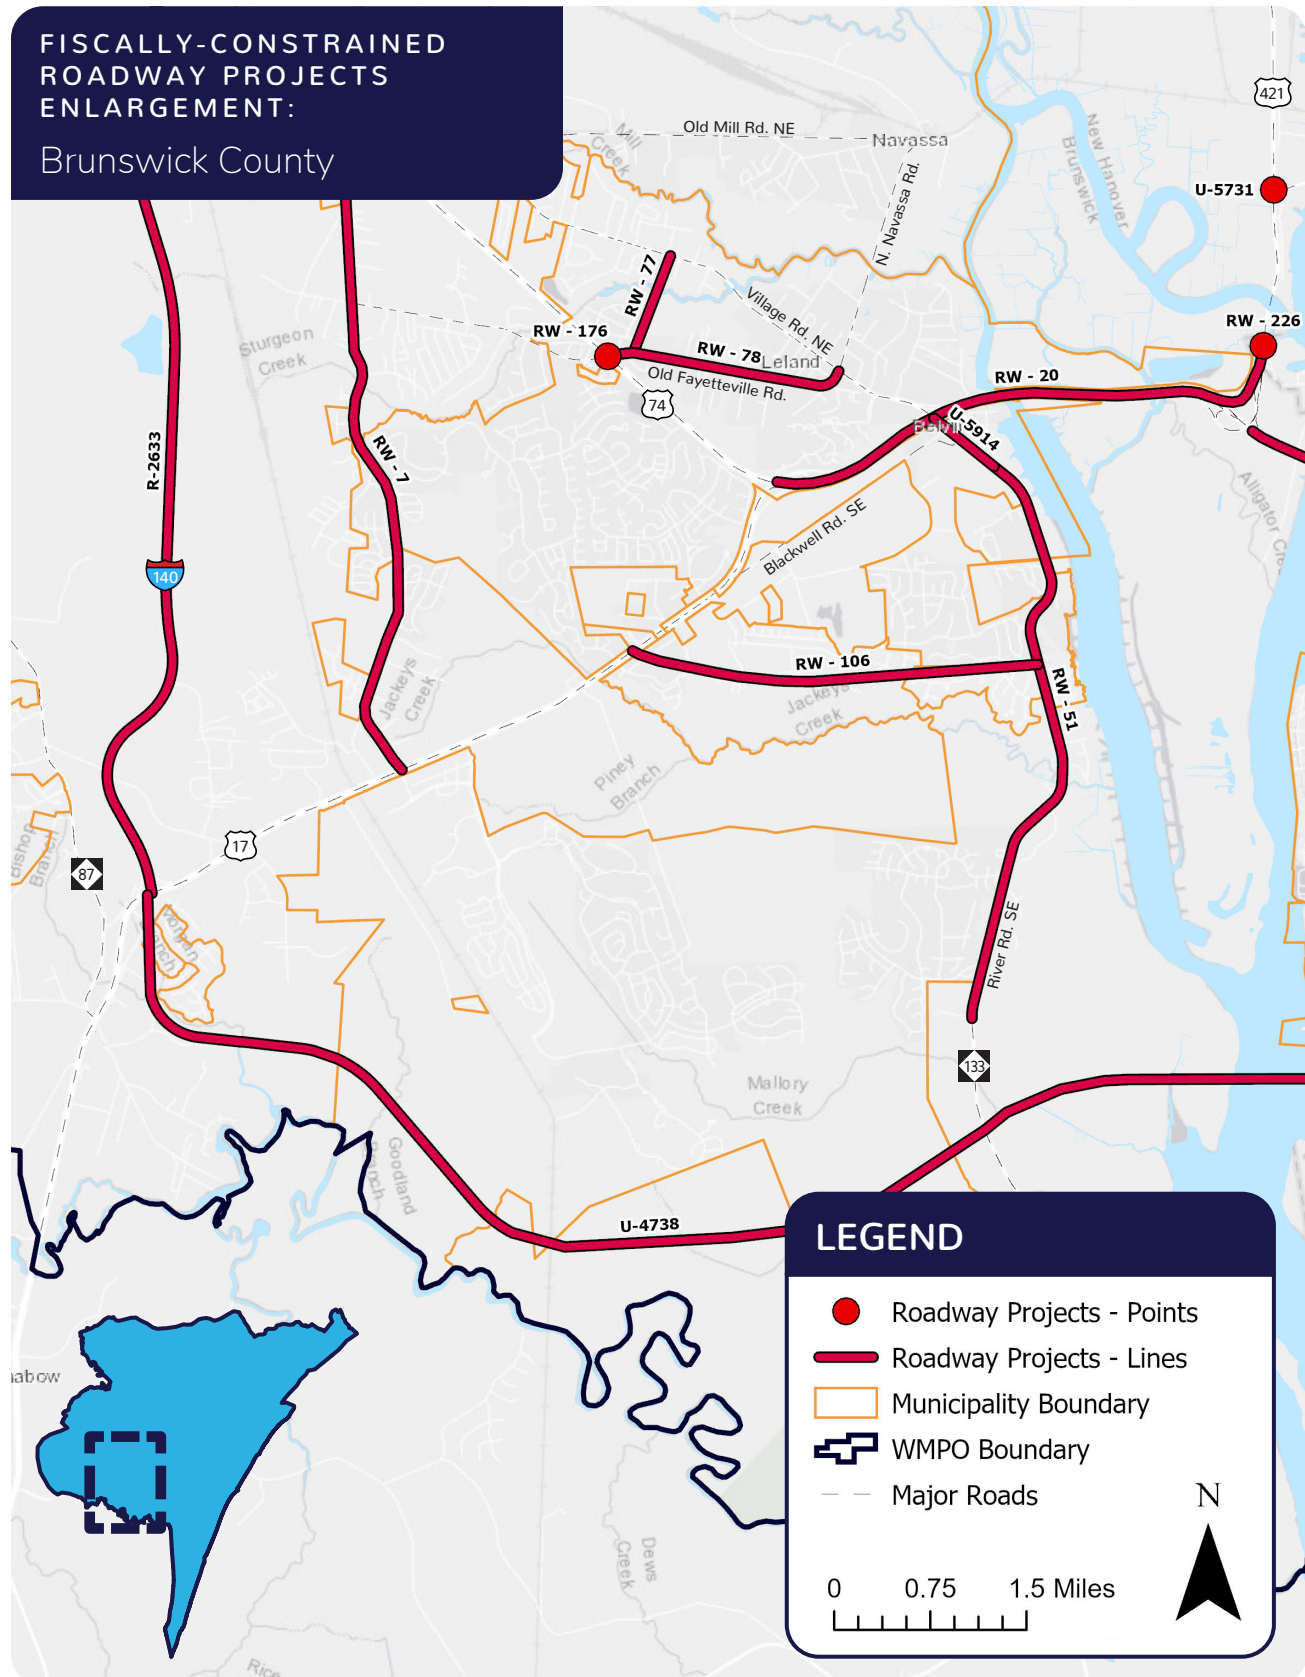 FISCALLY-CONSTRAINED
ROADWAY PROJECTS
ENLARGEMENT:
Brunswick County
421
Old Mill Rd. NE
Navassa
Mill
Creek
New Hanover
Brunswick
U-5731
N. Navassa Rd.
RW - 77
Village Rd. NE
RW - 226
RW - 176
Sturgeon
Creek
RW - 78
Leland
Old Fayetteville Rd.
RW - 20
74
U-5914
R-2633
RW - 7
Alligator
Blackwell Rd. SE
140
RW - 106
Jackeys
Creek
Jackeys
Creek
RW - 51
Piney
Branch
17
87
Bishop
Branch
Morgan
Branch
River Rd. SE
133
Mallory
Creek
Goodland
Branch
U-4738
LEGEND
Roadway Projects - Points
Roadway Projects - Lines
Municipality Boundary
WMPO Boundary
Major Roads
N
0 0.75 1.5 Miles
Dews
Creek
Rice